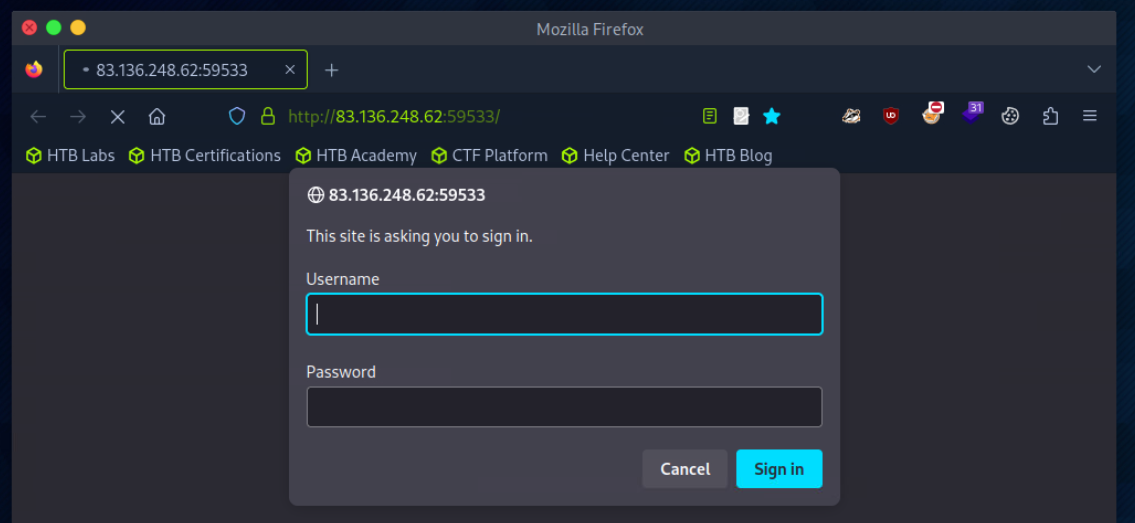 Mozilla Firefox
83.136.248.62:59533
http://83.136.248.62:59533/
31
HTB Labs HTB Certifications HTB Academy CTF Platform Help Center HTB Blog
83.136.248.62:59533
This site is asking you to sign in.
Username
Password
Cancel Sign in